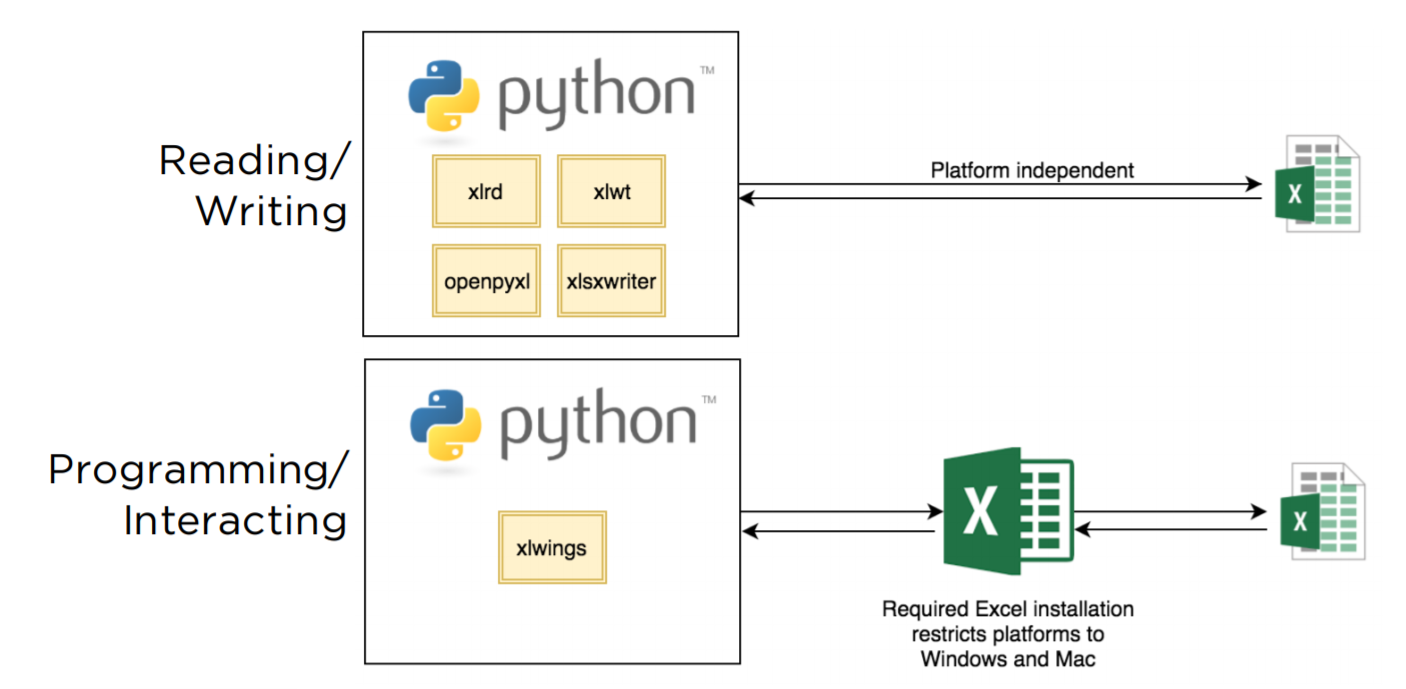 python™
Reading/
Writing
xlrd
xlwt
openpyxl
xlsxwriter
Platform independent
X
python™
Programming/
Interacting
xlwings
X
X
Required Excel installation
restricts platforms to
Windows and Mac